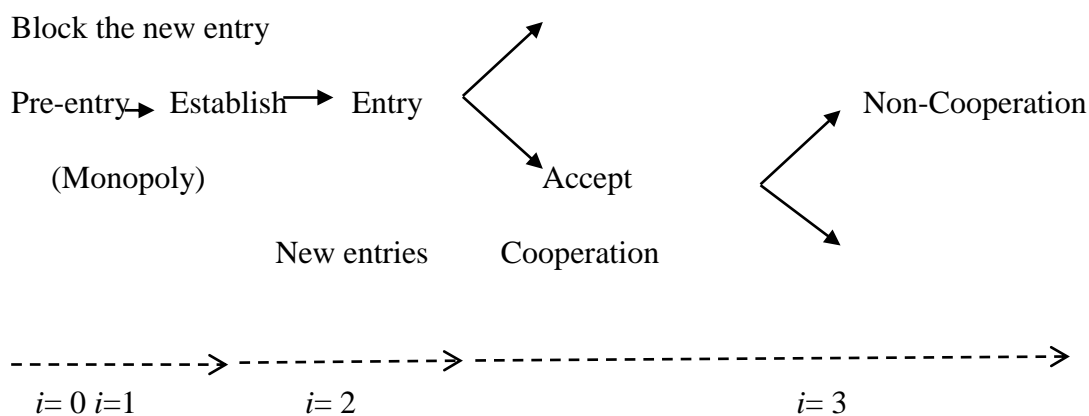 Block the new entry
Pre-entry Establish Entry Non-Cooperation
(Monopoly) Accept
New entries Cooperation
i= 0 i=1 i= 2 i= 3